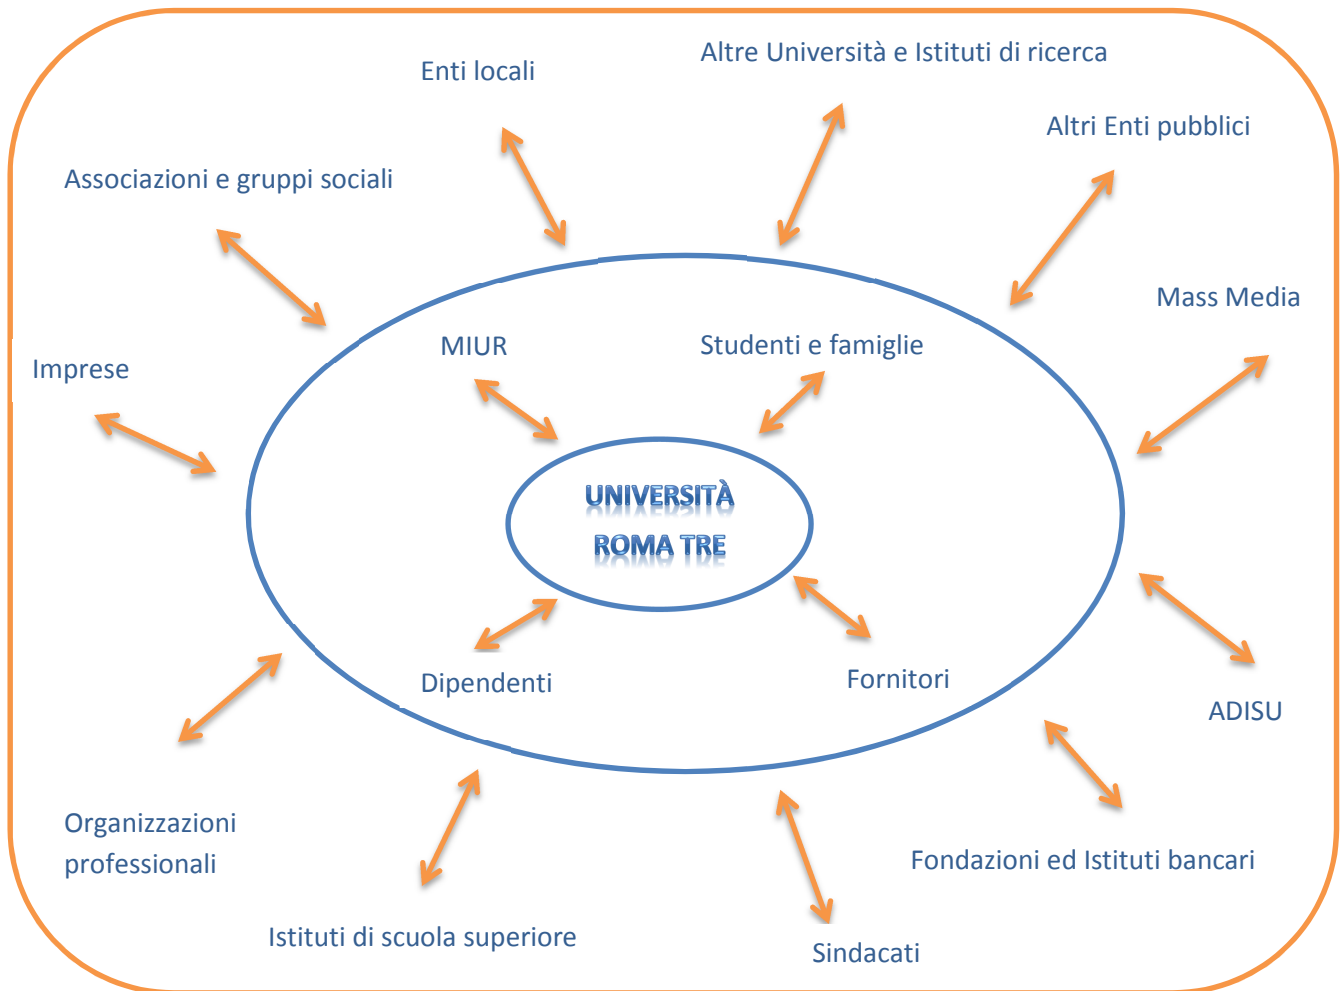 Altre Università e Istituti di ricerca
Enti locali
Altri Enti pubblici
Associazioni e gruppi sociali
Mass Media
MIUR
Studenti e famiglie
Imprese
UNIVERSITÀ
ROMA TRE
Dipendenti
Fornitori
ADISU
Organizzazioni
professionali
Fondazioni ed Istituti bancari
Istituti di scuola superiore
Sindacati